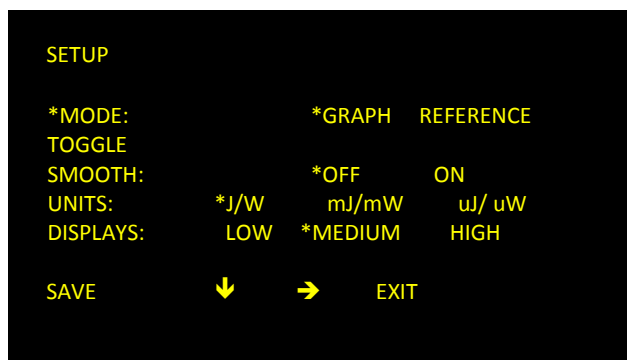 SETUP
*MODE: *GRAPH REFERENCE
TOGGLE
SMOOTH: *OFF ON
UNITS: *J/W mJ/mW uJ/ uW
DISPLAYS: LOW *MEDIUM HIGH
SAVE 🡻 🡺 EXIT